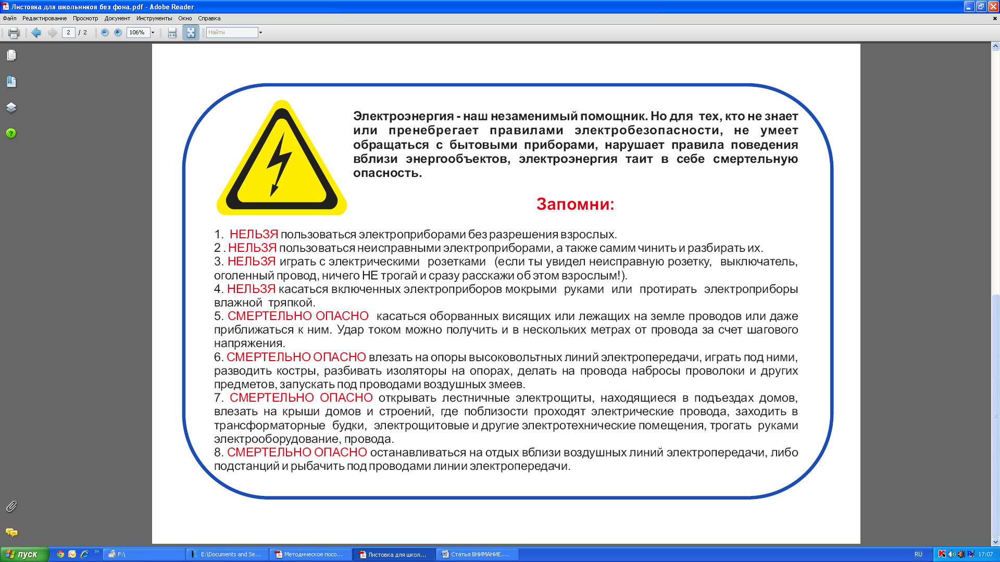 Листовка для школьников без фона.pdf - Adobe Reader
Файл Редактирование Просмотр Документ Инструменты Окно Справка
2 / 2 106% Найти
Электроэнергия - наш незаменимый помощник. Но для тех, кто не знает
или пренебрегает правилами электробезопасности, не умеет
обращаться с бытовыми приборами, нарушает правила поведения
вблизи энергообъектов, электроэнергия таит в себе смертельную
опасность.
Запомни:
1. НЕЛЬЗЯ пользоваться электроприборами без разрешения взрослых.
2 . НЕЛЬЗЯ пользоваться неисправными электроприборами, а также самим чинить и разбирать их.
3. НЕЛЬЗЯ играть с электрическими розетками (если ты увидел неисправную розетку, выключатель,
оголенный провод, ничего НЕ трогай и сразу расскажи об этом взрослым!).
4. НЕЛЬЗЯ касаться включенных электроприборов мокрыми руками или протирать электроприборы
влажной тряпкой.
5. СМЕРТЕЛЬНО ОПАСНО касаться оборванных висящих или лежащих на земле проводов или даже
приближаться к ним. Удар током можно получить и в нескольких метрах от провода за счет шагового
напряжения.
6. СМЕРТЕЛЬНО ОПАСНО влезать на опоры высоковольтных линий электропередачи, играть под ними,
разводить костры, разбивать изоляторы на опорах, делать на провода набросы проволоки и других
предметов, запускать под проводами воздушных змеев.
7. СМЕРТЕЛЬНО ОПАСНО открывать лестничные электрощиты, находящиеся в подъездах домов,
влезать на крыши домов и строений, где поблизости проходят электрические провода, заходить в
трансформаторные будки, электрощитовые и другие электротехнические помещения, трогать руками
электрооборудование, провода.
8. СМЕРТЕЛЬНО ОПАСНО останавливаться на отдых вблизи воздушных линий электропередачи, либо
подстанций и рыбачить под проводами линии электропередачи.
пуск F:\ E:\Documents and Se... Методическое посо... Листовка для школ... Статья ВНИМАНИЕ.... RU 17:07